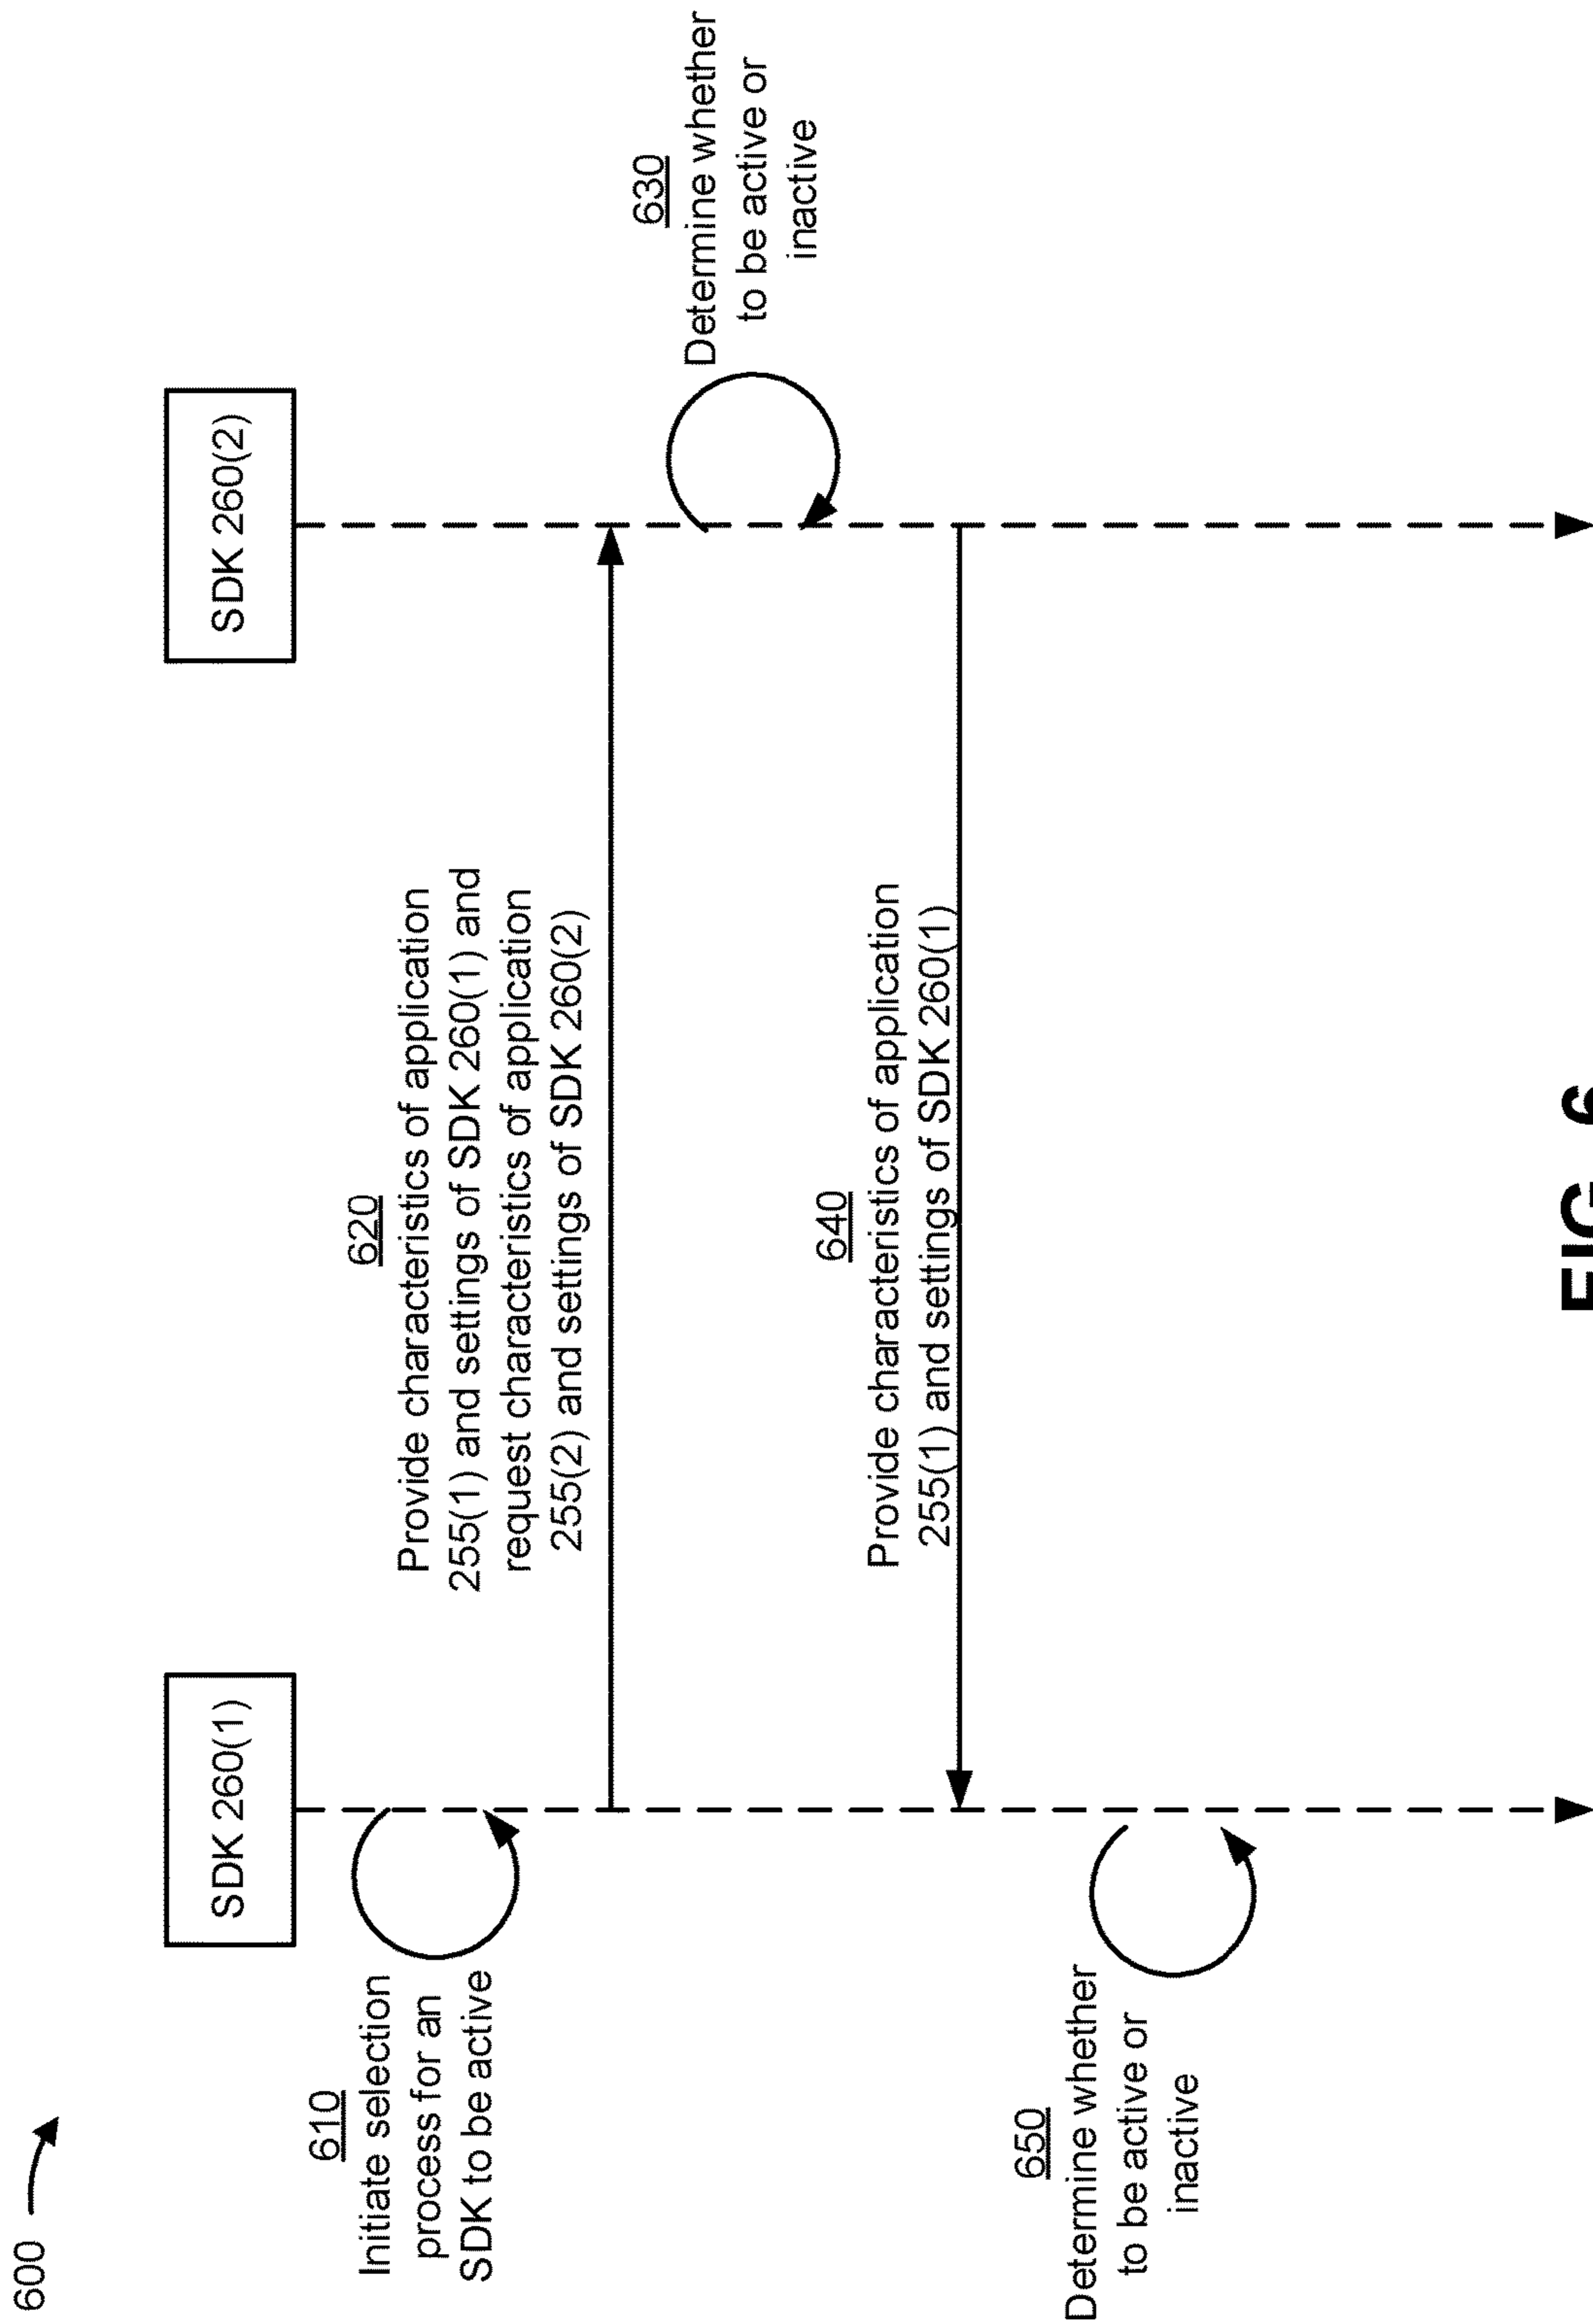 600
SDK 260(1)
SDK 260(2)
610
Initiate selection
process for an
SDK to be active
620
Provide characteristics of application
255(1) and settings of SDK 260(1) and
request characteristics of application
255(2) and settings of SDK 260(2)
630
Determine whether
to be active or
inactive
640
Provide characteristics of application
255(1) and settings of SDK 260(1)
650
Determine whether
to be active or
inactive
FIG. 6